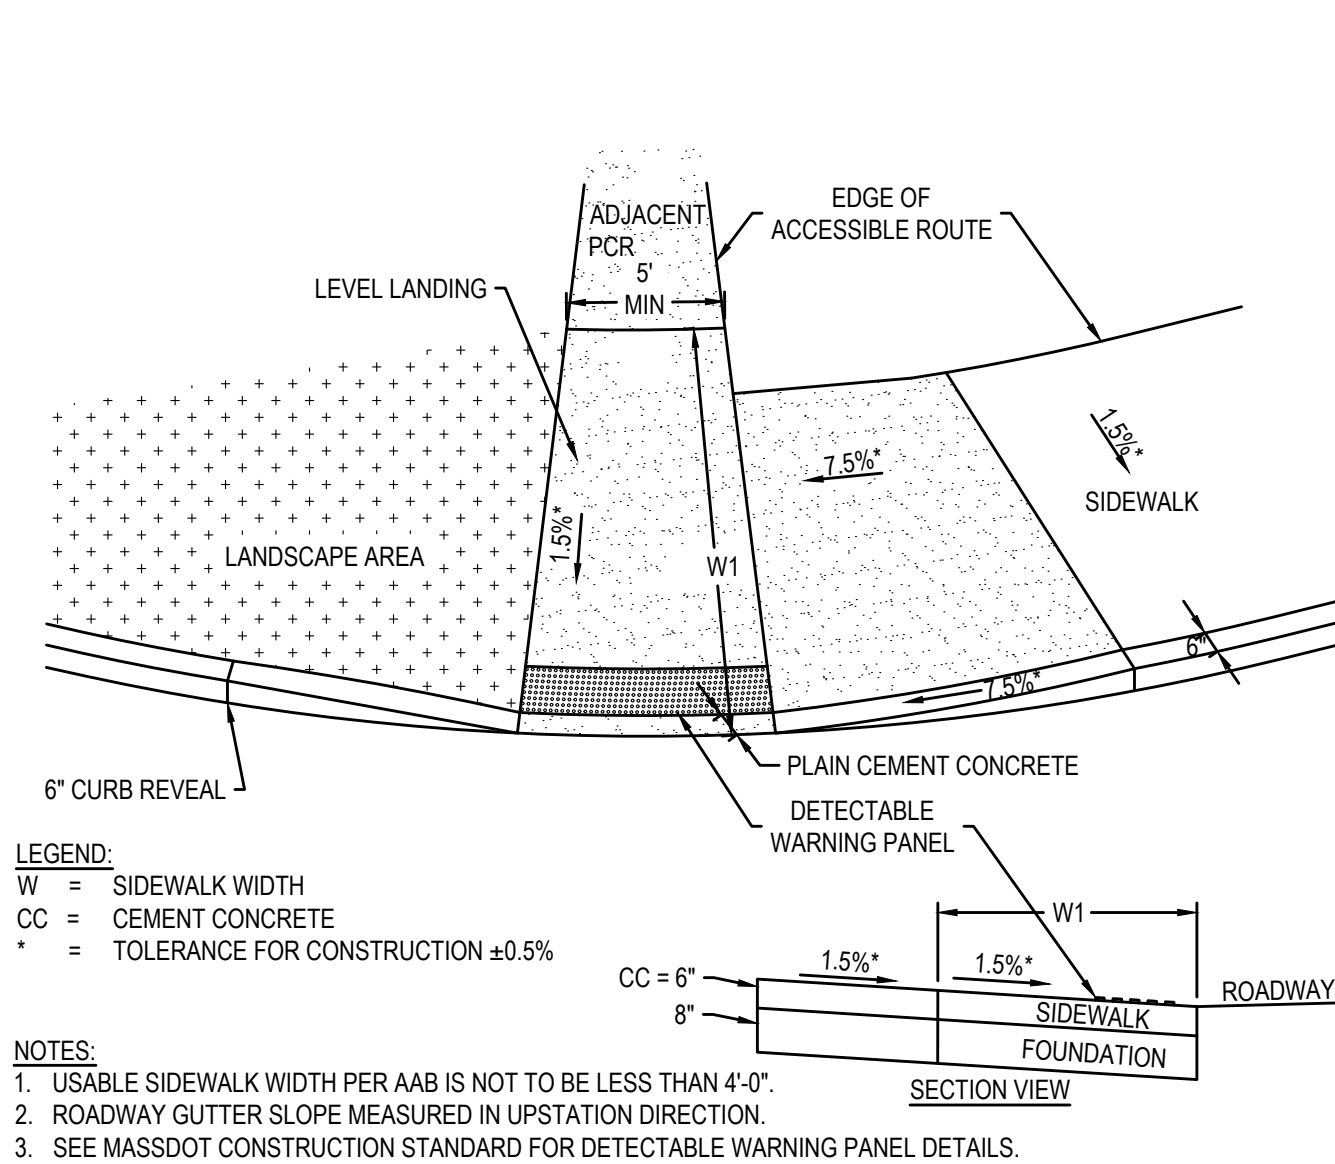 EDGE OF
ACCESSIBLE ROUTE
ADJACENT
PCR
5'
MIN
LEVEL LANDING
1.5%*
7.5%*
SIDEWALK
1.5%*
W1
LANDSCAPE AREA
6"
7.5%*
PLAIN CEMENT CONCRETE
6" CURB REVEAL
DETECTABLE
WARNING PANEL
LEGEND:
W = SIDEWALK WIDTH
CC = CEMENT CONCRETE
* = TOLERANCE FOR CONSTRUCTION ±0.5%
W1
1.5%* 1.5%*
CC = 6"
ROADWAY
8"
SIDEWALK
FOUNDATION
SECTION VIEW
NOTES:
1. USABLE SIDEWALK WIDTH PER AAB IS NOT TO BE LESS THAN 4'-0".
2. ROADWAY GUTTER SLOPE MEASURED IN UPSTATION DIRECTION.
3. SEE MASSDOT CONSTRUCTION STANDARD FOR DETECTABLE WARNING PANEL DETAILS.